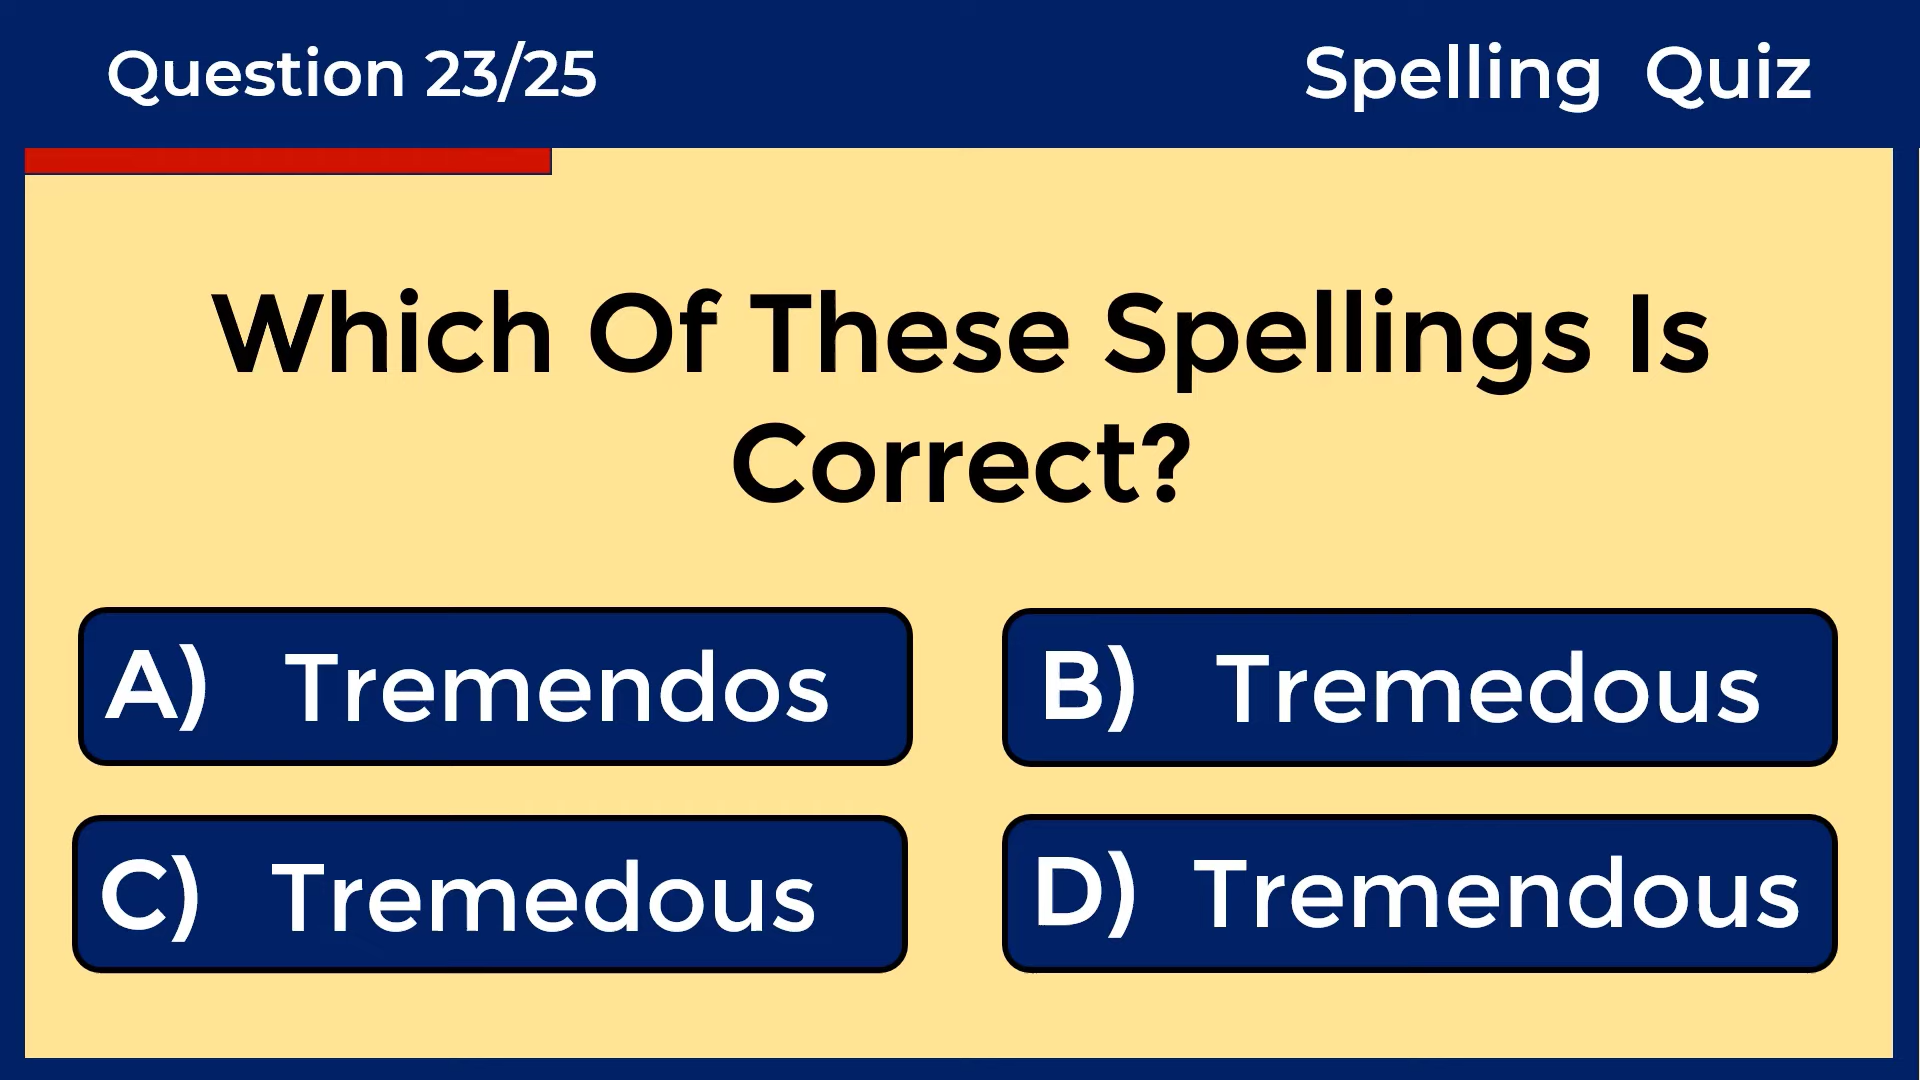 Question 23/25
Spelling Quiz
Which Of These Spellings Is
Correct?
A) Tremendos
B) Tremedous
C) Tremedous
D) Tremendous